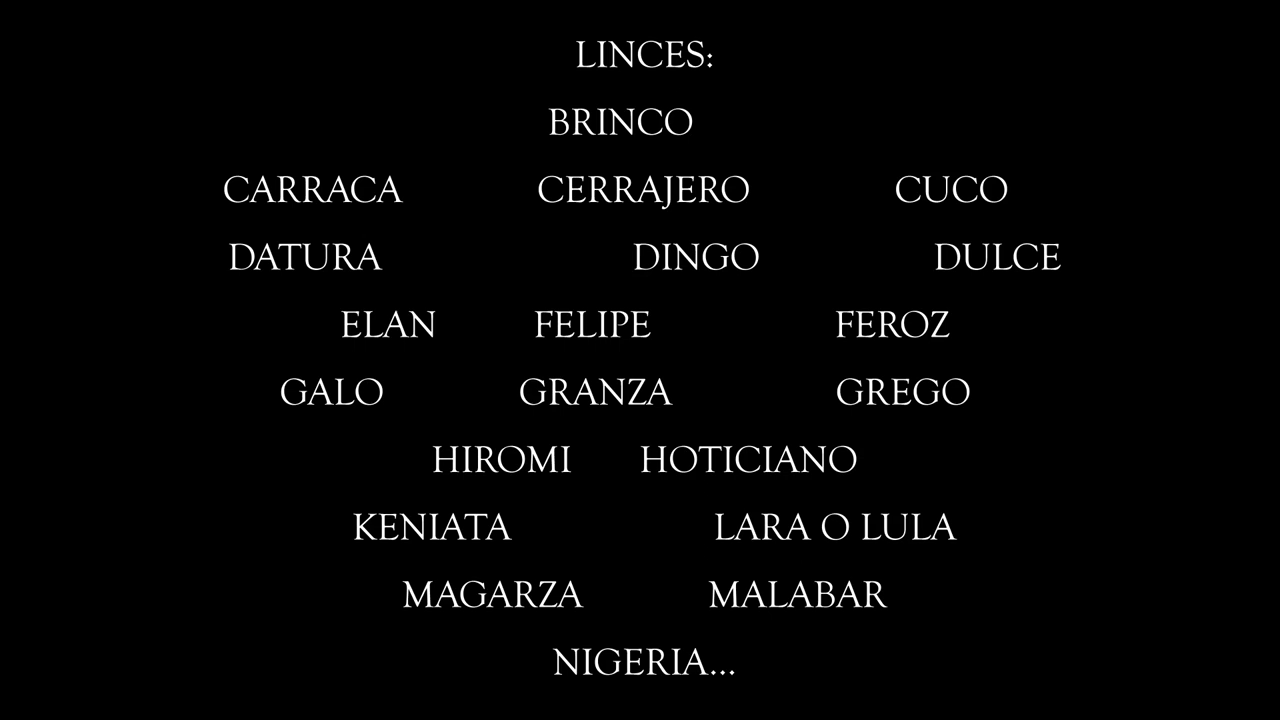 LINCES:
BRINCO
CARRACA CERRAJERO CUCO
DATURA DINGO DULCE
ELAN FELIPE FEROZ
GALO GRANZA GREGO
HIROMI HOTICIANO
KENIATA LARA O LULA
MAGARZA MALABAR
NIGERIA...